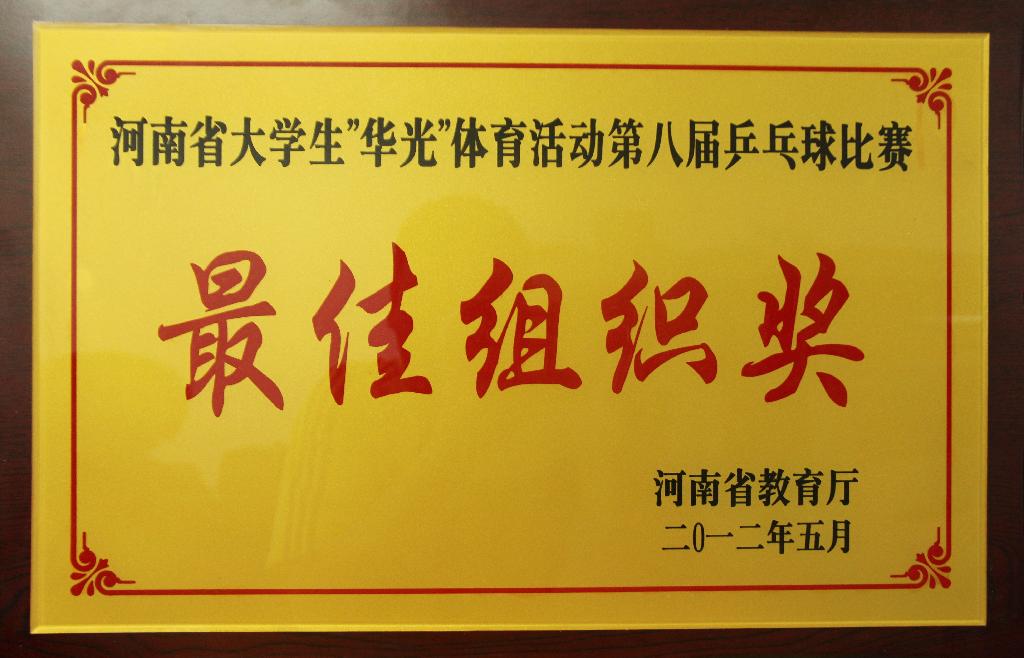 河南省大学生”华光”体育活动第八届乒乓球比赛
最佳组织奖
河南省教育厅
二〇一二年五月